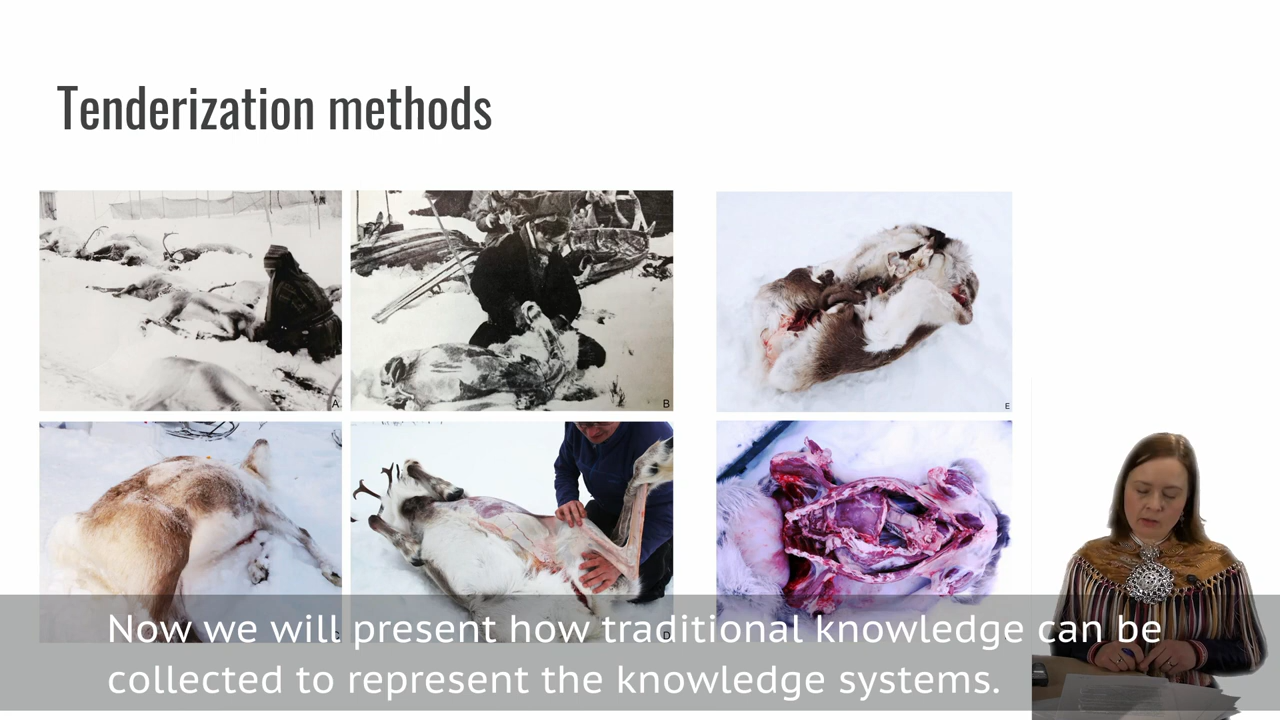 Tenderization methods
A
B
E
D
Now we will present how traditional knowledge can be
collected to represent the knowledge systems.